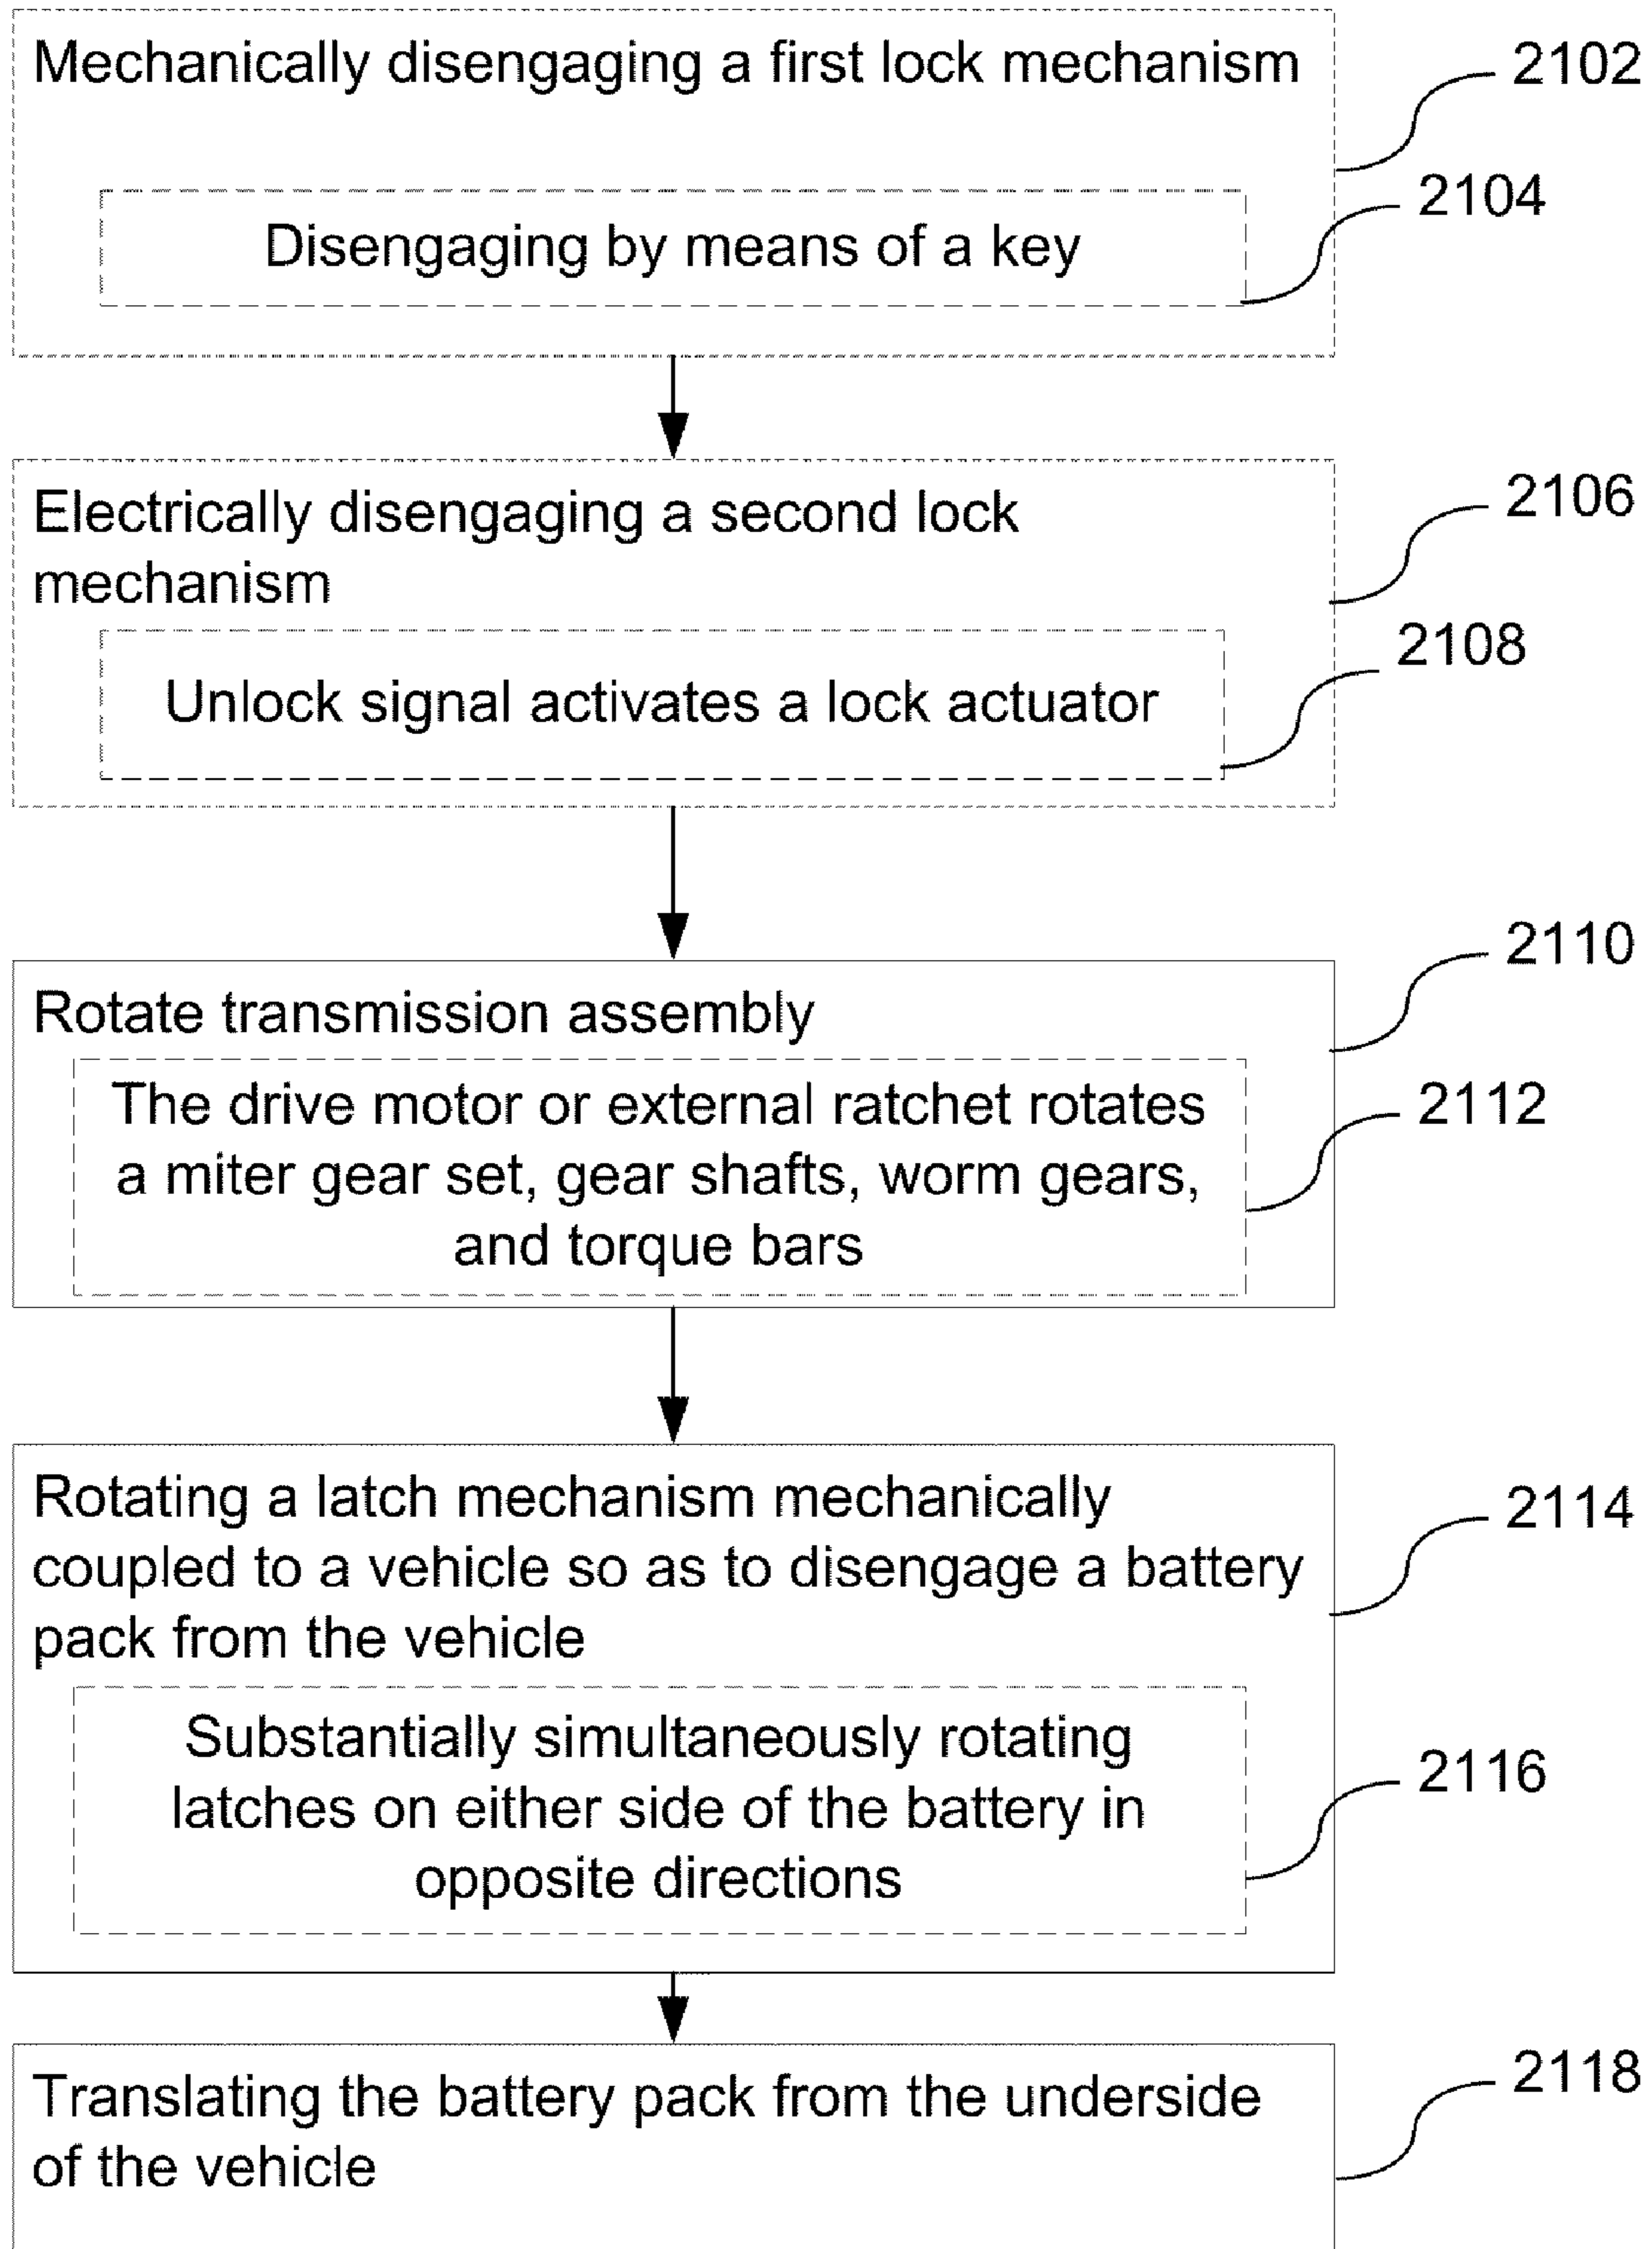 Mechanically disengaging a first lock mechanism
2102
Disengaging by means of a key
2104
Electrically disengaging a second lock
mechanism
2106
Unlock signal activates a lock actuator
2108
Rotate transmission assembly
2110
The drive motor or external ratchet rotates
a miter gear set, gear shafts, worm gears,
and torque bars
2112
Rotating a latch mechanism mechanically
coupled to a vehicle so as to disengage a battery
pack from the vehicle
2114
Substantially simultaneously rotating
latches on either side of the battery in
opposite directions
2116
Translating the battery pack from the underside
of the vehicle
2118